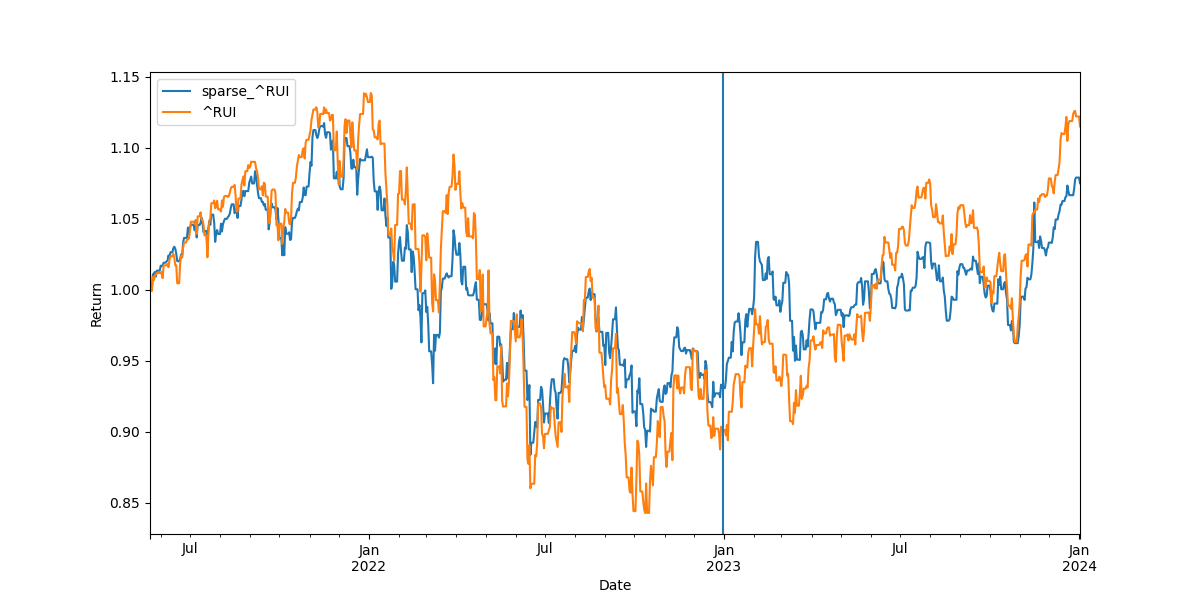 sparse_^RUI
^RUI
1.15
1.10
1.05
1.00
0.95
0.90
0.85
Return
Jul
Jan
2022
Jul
Jan
2023
Jul
Jan
2024
Date